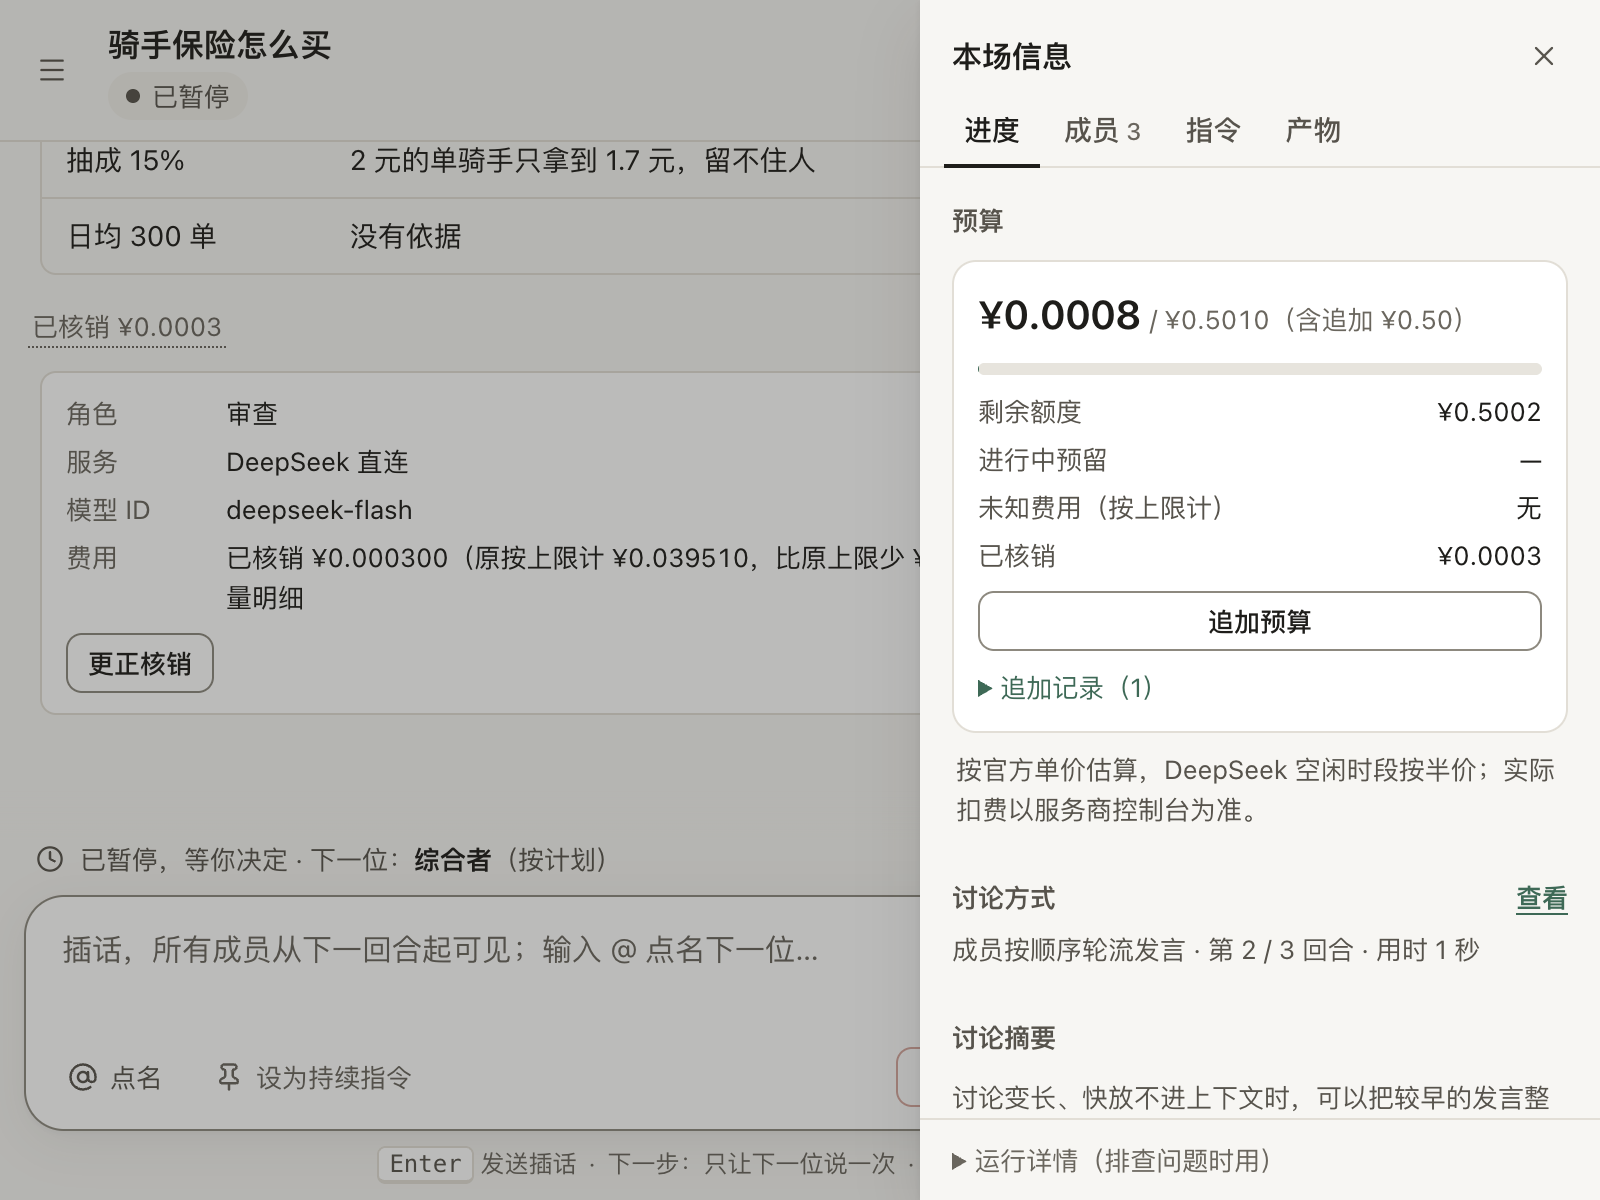 骑手保险怎么买
已暂停
抽成 15%
2 元的单骑手只拿到 1.7 元，留不住人
日均 300 单
没有依据
已核销 ¥0.0003
角色
审查
服务
DeepSeek 直连
模型 ID
deepseek-flash
费用
已核销 ¥0.000300（原按上限计 ¥0.039510，比原上限少
量明细
更正核销
已暂停，等你决定 · 下一位：综合者（按计划）
插话，所有成员从下一回合起可见；输入 @ 点名下一位...
点名
设为持续指令
Enter 发送插话 · 下一步：只让下一位说一次 ·
本场信息
进度
成员 3
指令
产物
预算
¥0.0008 / ¥0.5010（含追加 ¥0.50）
剩余额度
¥0.5002
进行中预留
—
未知费用（按上限计）
无
已核销
¥0.0003
追加预算
追加记录（1）
按官方单价估算，DeepSeek 空闲时段按半价；实际
扣费以服务商控制台为准。
讨论方式
查看
成员按顺序轮流发言 · 第 2 / 3 回合 · 用时 1 秒
讨论摘要
讨论变长、快放不进上下文时，可以把较早的发言整
运行详情（排查问题时用）